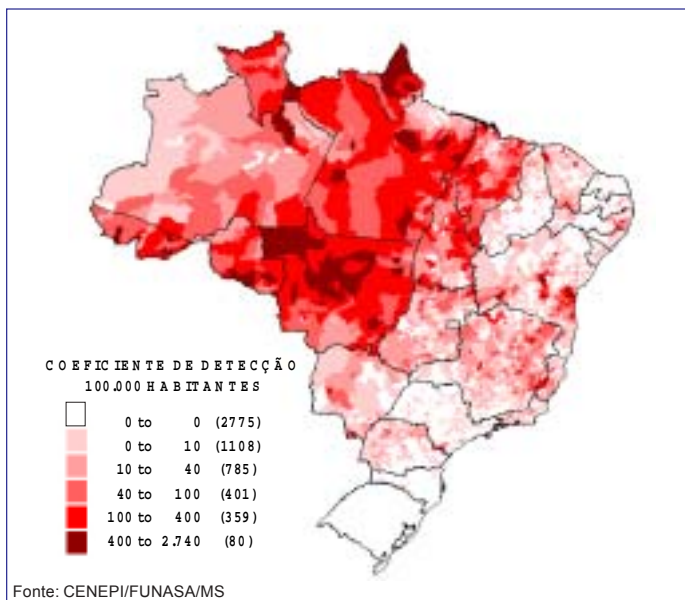 COEFICIENTE DE DETECÇÃO
100.000 HABITANTES
0 to 0 (2775)
0 to 10 (1108)
10 to 40 (785)
40 to 100 (401)
100 to 400 (359)
400 to 2.740 (80)
Fonte: CENEPI/FUNASA/MS